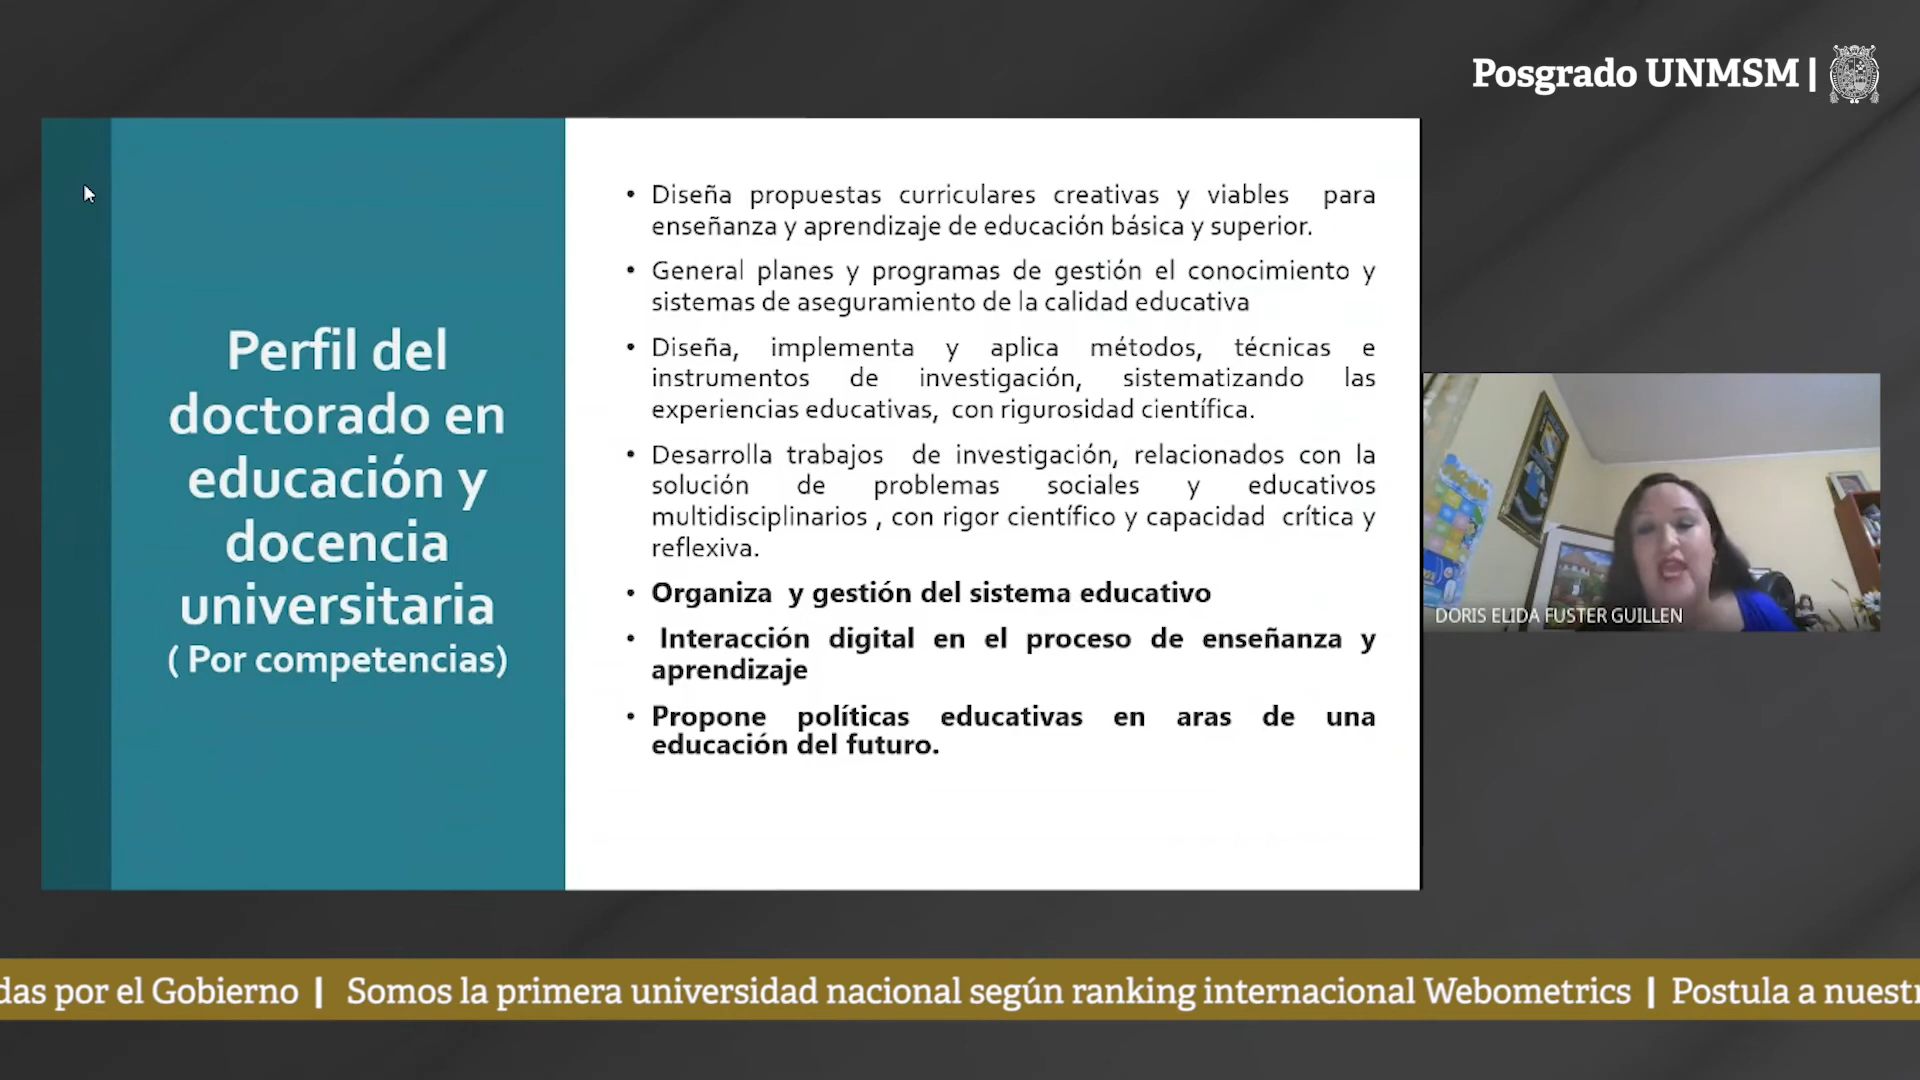 Posgrado UNMSM |
Perfil del
doctorado en
educación y
docencia
universitaria
( Por competencias)
• Diseña propuestas curriculares creativas y viables para
enseñanza y aprendizaje de educación básica y superior.
• General planes y programas de gestión el conocimiento y
sistemas de aseguramiento de la calidad educativa
• Diseña, implementa y aplica métodos, técnicas e
instrumentos de investigación, sistematizando las
experiencias educativas, con rigurosidad científica.
• Desarrolla trabajos de investigación, relacionados con la
solución de problemas sociales y educativos
multidisciplinarios , con rigor científico y capacidad crítica y
reflexiva.
• Organiza y gestión del sistema educativo
• Interacción digital en el proceso de enseñanza y
aprendizaje
• Propone políticas educativas en aras de una
educación del futuro.
DORIS ELIDA FUSTER GUILLEN
das por el Gobierno | Somos la primera universidad nacional según ranking internacional Webometrics | Postula a nuestr